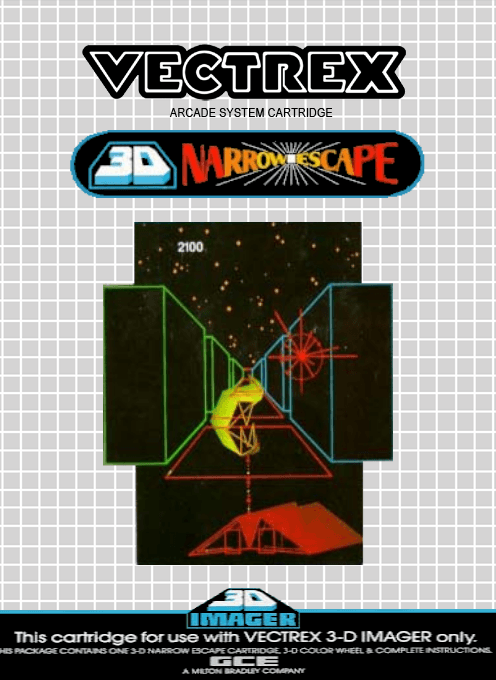 VECTREX
ARCADE SYSTEM CARTRIDGE
3D NARROW ESCAPE
2100
3D
IMAGER
This cartridge for use with VECTREX 3-D IMAGER only.
THIS PACKAGE CONTAINS ONE 3-D NARROW ESCAPE CARTRIDGE, 3-D COLOR WHEEL & COMPLETE INSTRUCTIONS.
GCE
A MILTON BRADLEY COMPANY